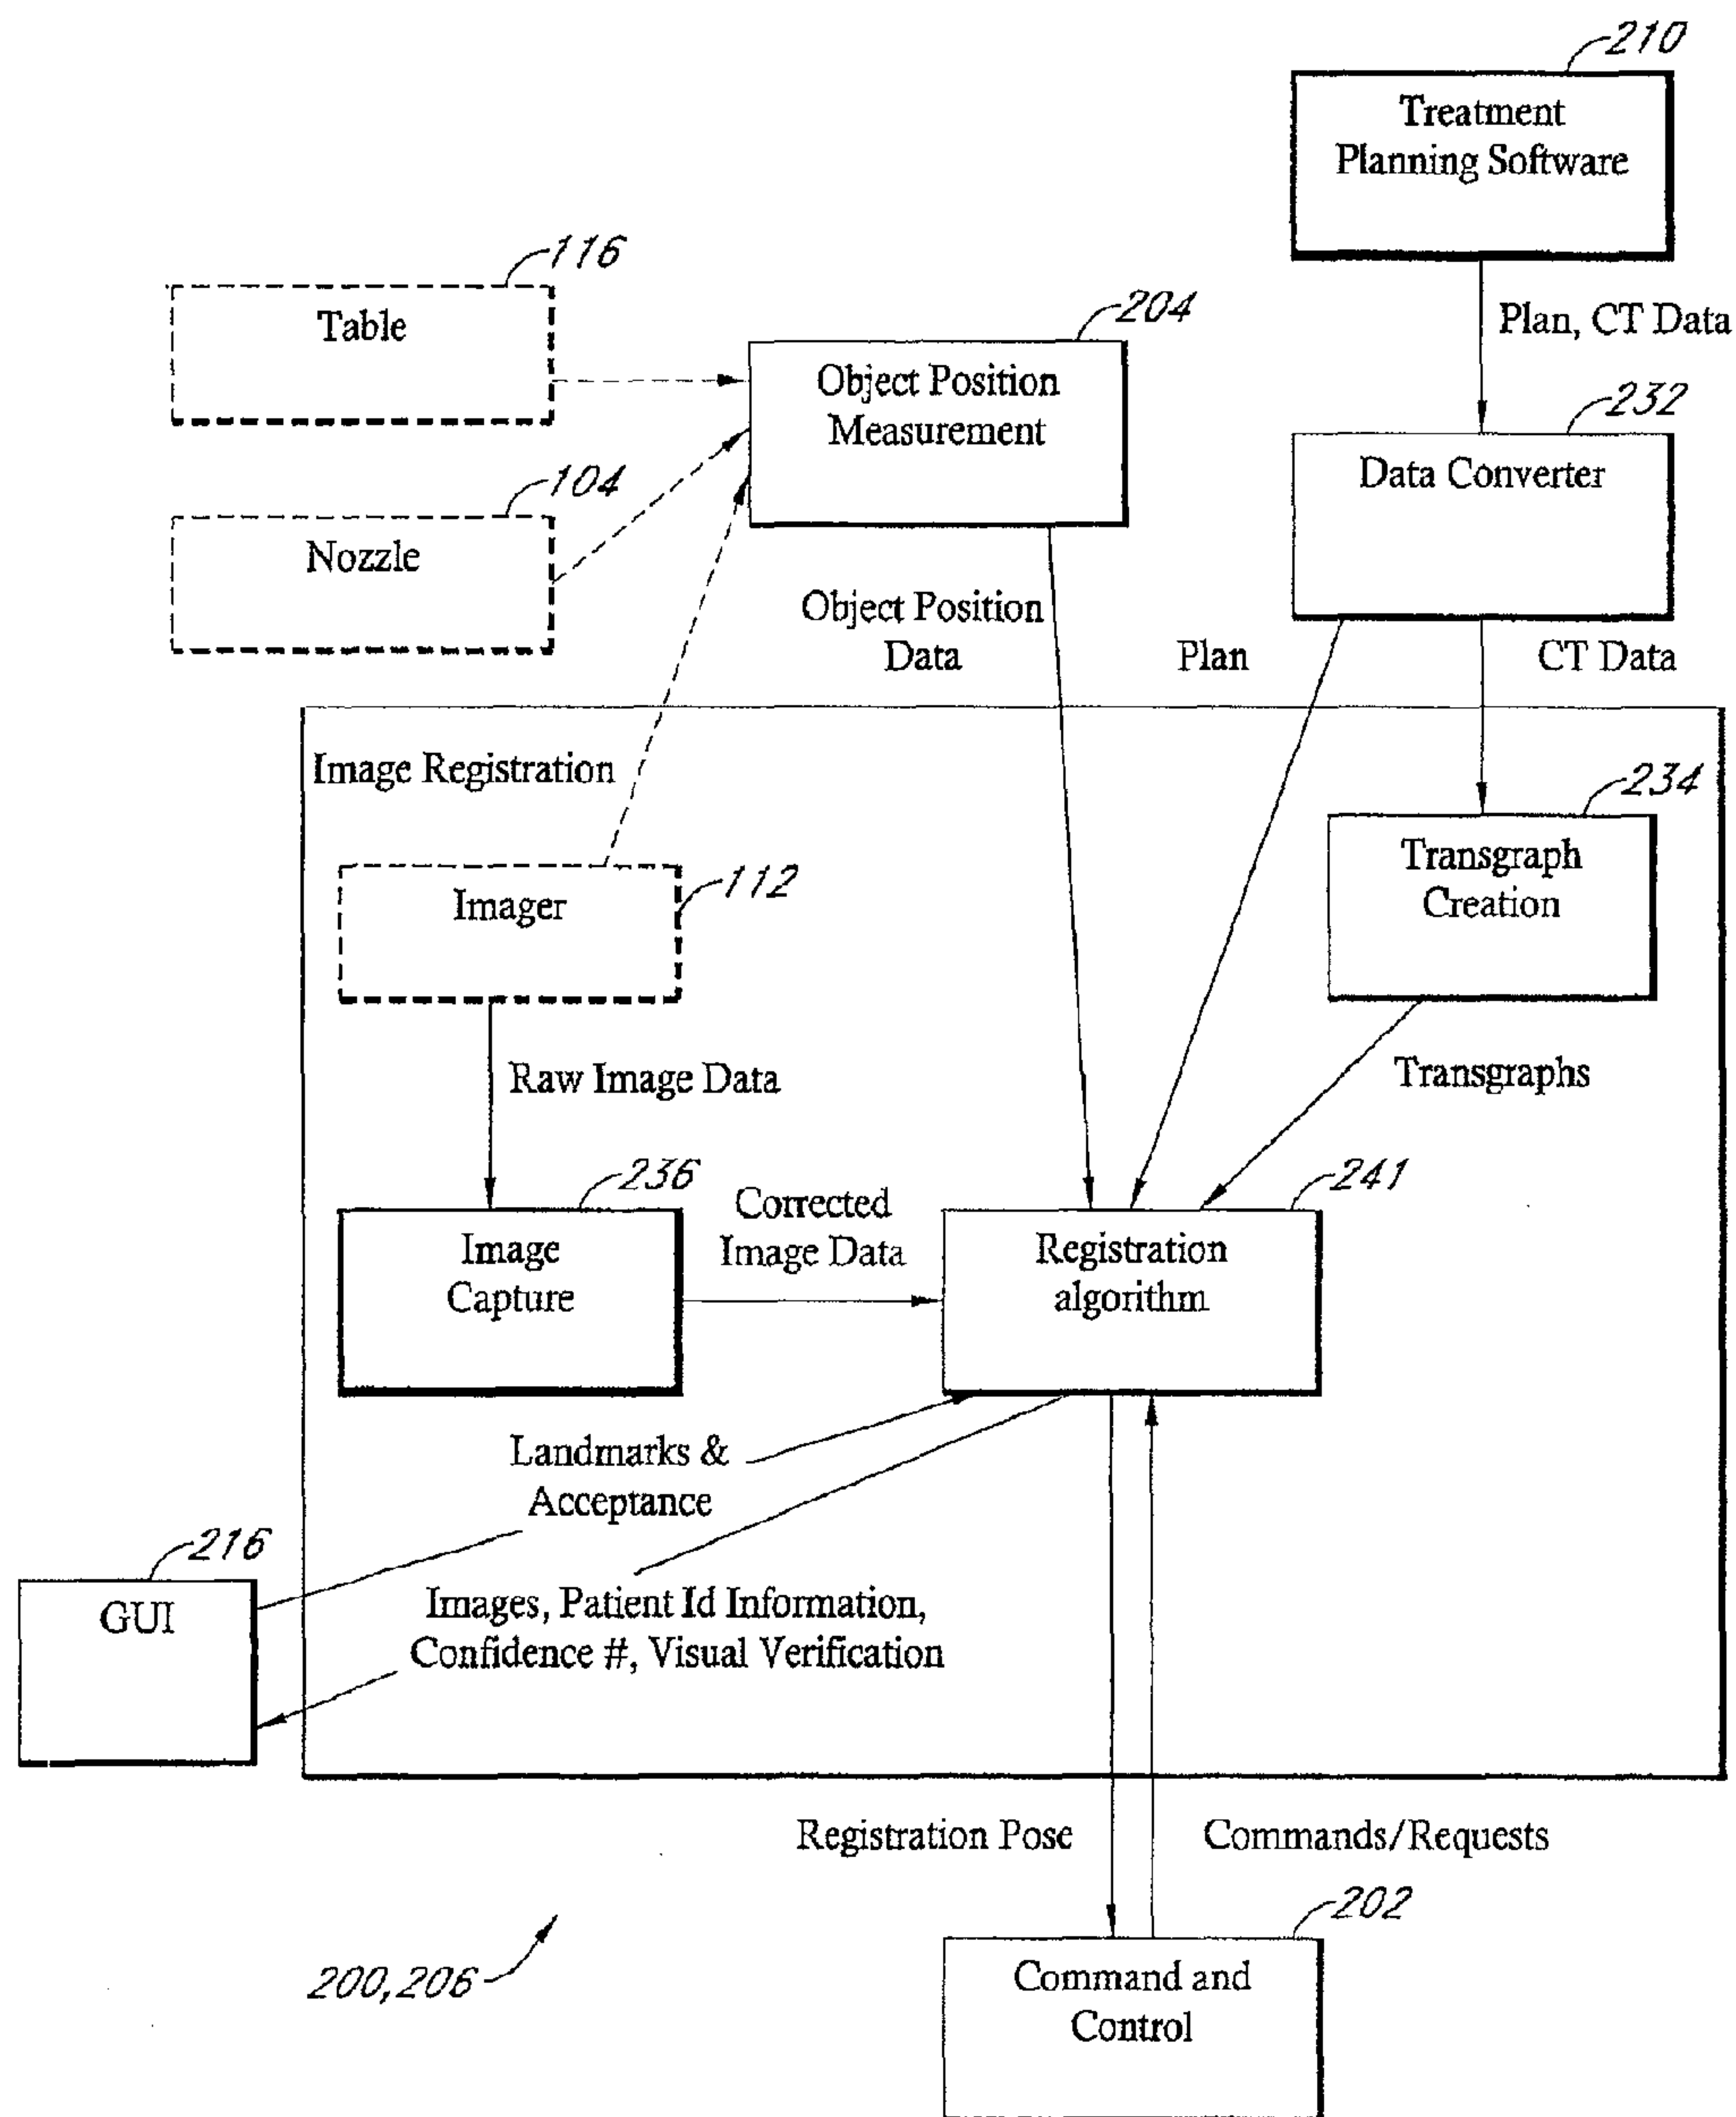 210
Treatment
Planning Software
116
Table
204
Object Position
Measurement
Plan, CT Data
232
Data Converter
104
Nozzle
Object Position
Data
Plan
CT Data
Image Registration
234
Transgraph
Creation
112
Imager
Raw Image Data
Transgraphs
236
Image
Capture
Corrected
Image Data
241
Registration
algorithm
Landmarks &
Acceptance
216
GUI
Images, Patient Id Information,
Confidence #, Visual Verification
Registration Pose
Commands/Requests
202
Command and
Control
200,206